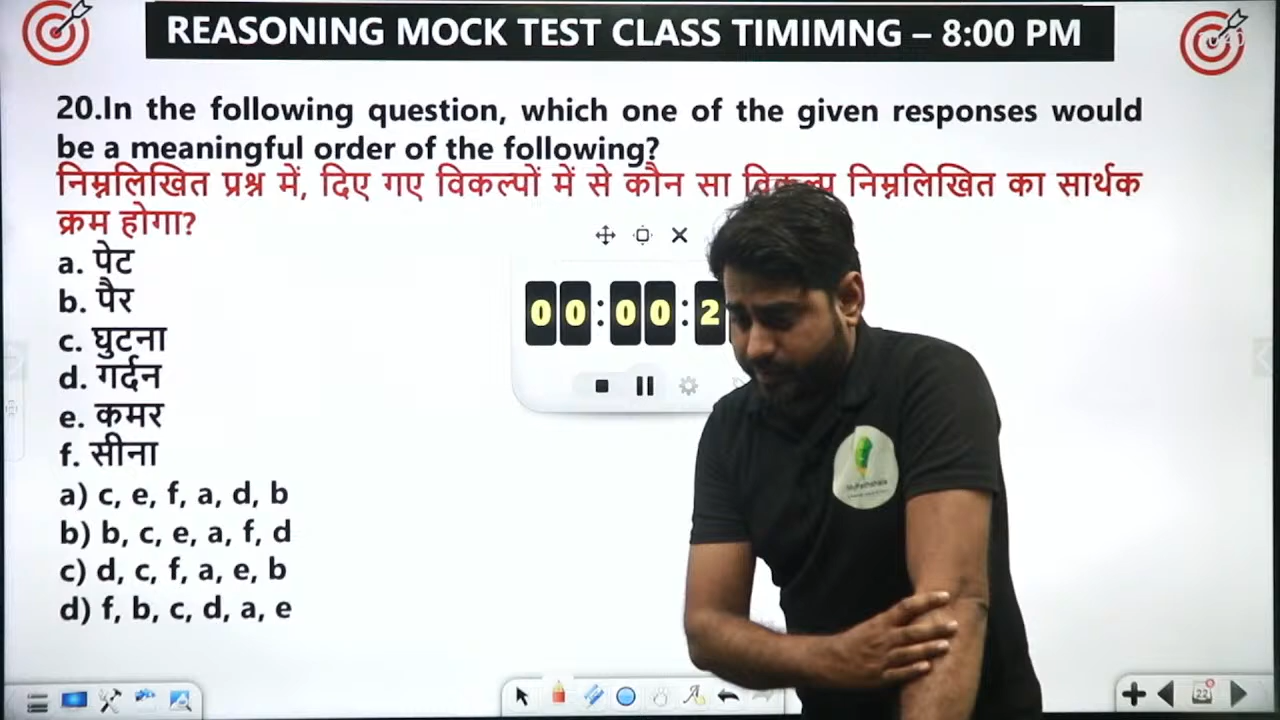 REASONING MOCK TEST CLASS TIMIMNG – 8:00 PM
20.In the following question, which one of the given responses would
be a meaningful order of the following?
निम्नलिखित प्रश्न में, दिए गए विकल्पों में से कौन सा विकल्प निम्नलिखित का सार्थक
क्रम होगा?
a. पेट
b. पैर
c. घुटना
00:00:2
d. गर्दन
e. कमर
f. सीना
a) c, e, f, a, d, b
b) b, c, e, a, f, d
c) d, c, f, a, e, b
d) f, b, c, d, a, e
22